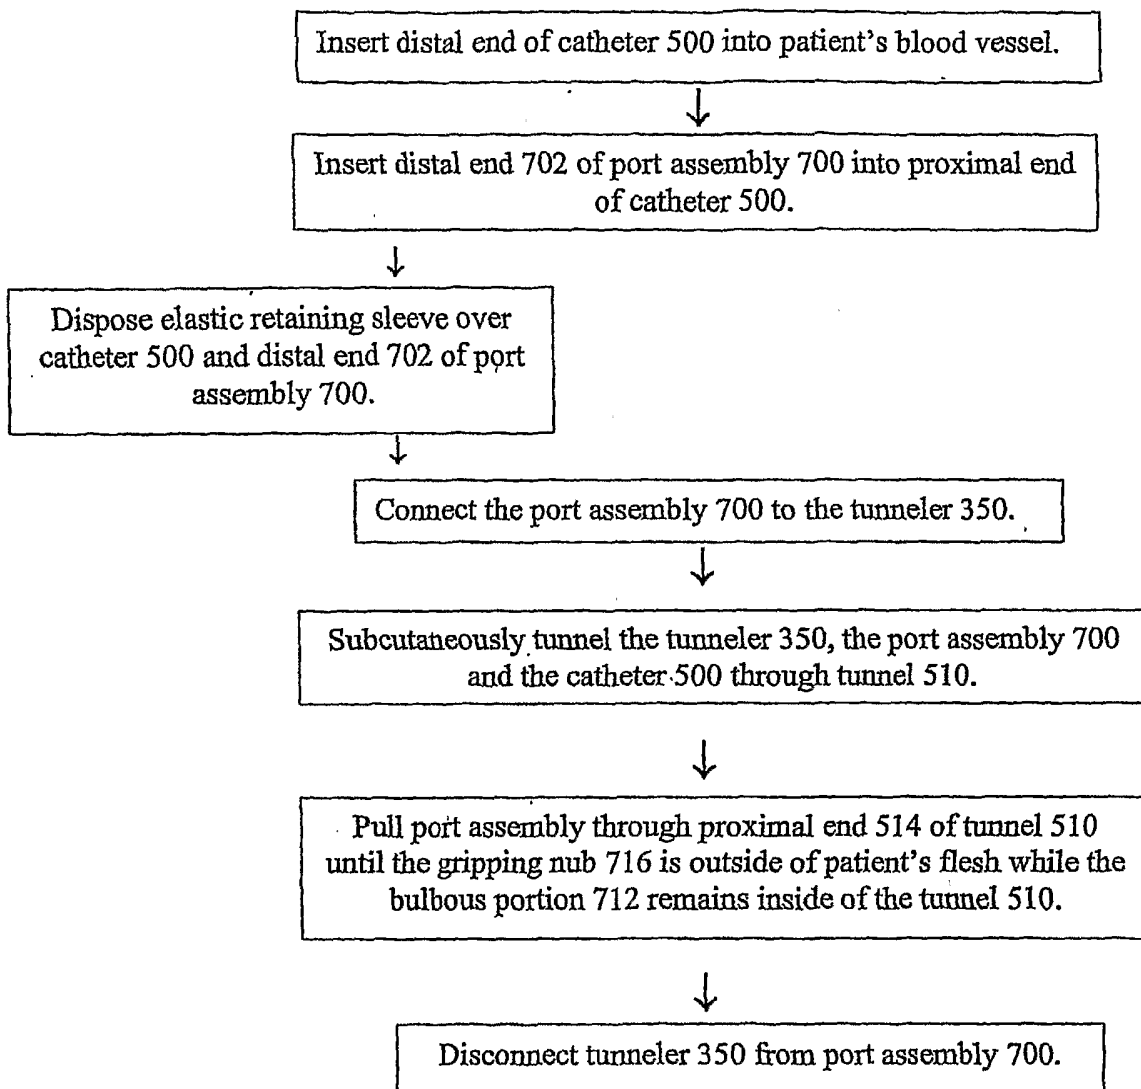 Insert distal end of catheter 500 into patient's blood vessel.
Insert distal end 702 of port assembly 700 into proximal end
of catheter 500.
Dispose elastic retaining sleeve over
catheter 500 and distal end 702 of port
assembly 700.
Connect the port assembly 700 to the tunneler 350.
Subcutaneously tunnel the tunneler 350, the port assembly 700
and the catheter 500 through tunnel 510.
Pull port assembly through proximal end 514 of tunnel 510
until the gripping nub 716 is outside of patient's flesh while the
bulbous portion 712 remains inside of the tunnel 510.
Disconnect tunneler 350 from port assembly 700.